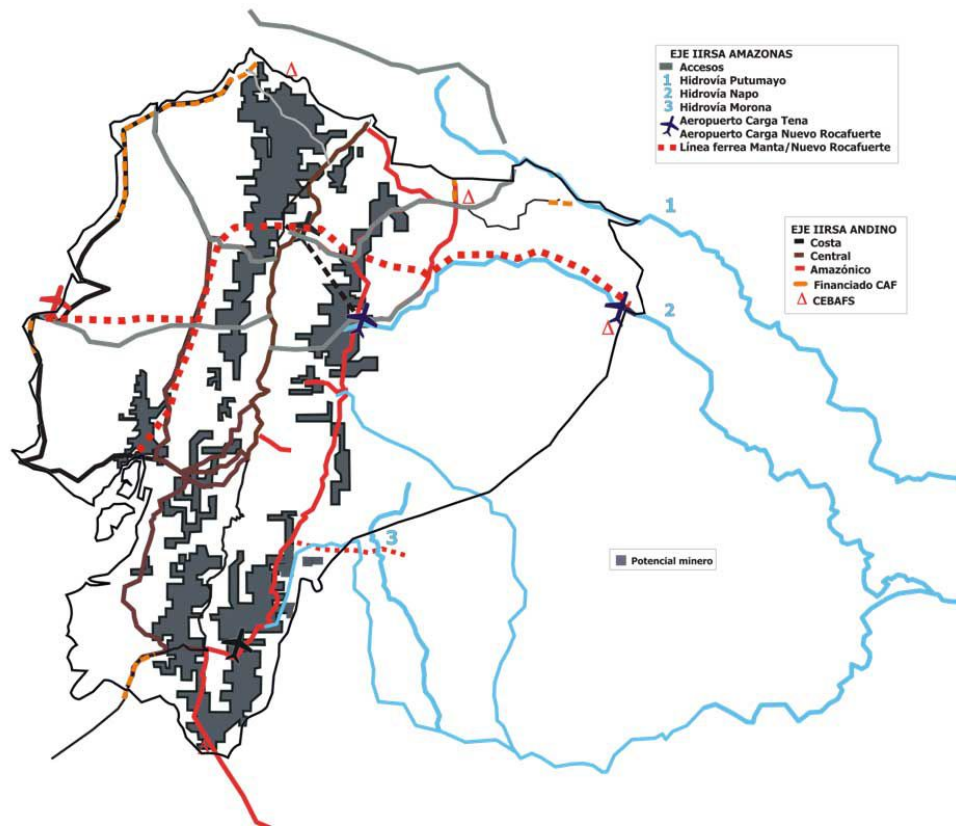 EJE IIRSA AMAZONAS
Accesos
1 Hidrovía Putumayo
2 Hidrovía Napo
3 Hidrovía Morona
Aeropuerto Carga Tena
Aeropuerto Carga Nuevo Rocafuerte
Línea ferrea Manta/Nuevo Rocafuerte
1
EJE IIRSA ANDINO
Costa
Central
Amazónico
Financiado CAF
Δ CEBAFS
2
3
Potencial minero